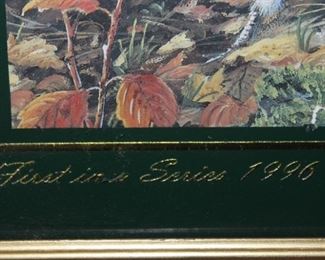 First in a Series 1996